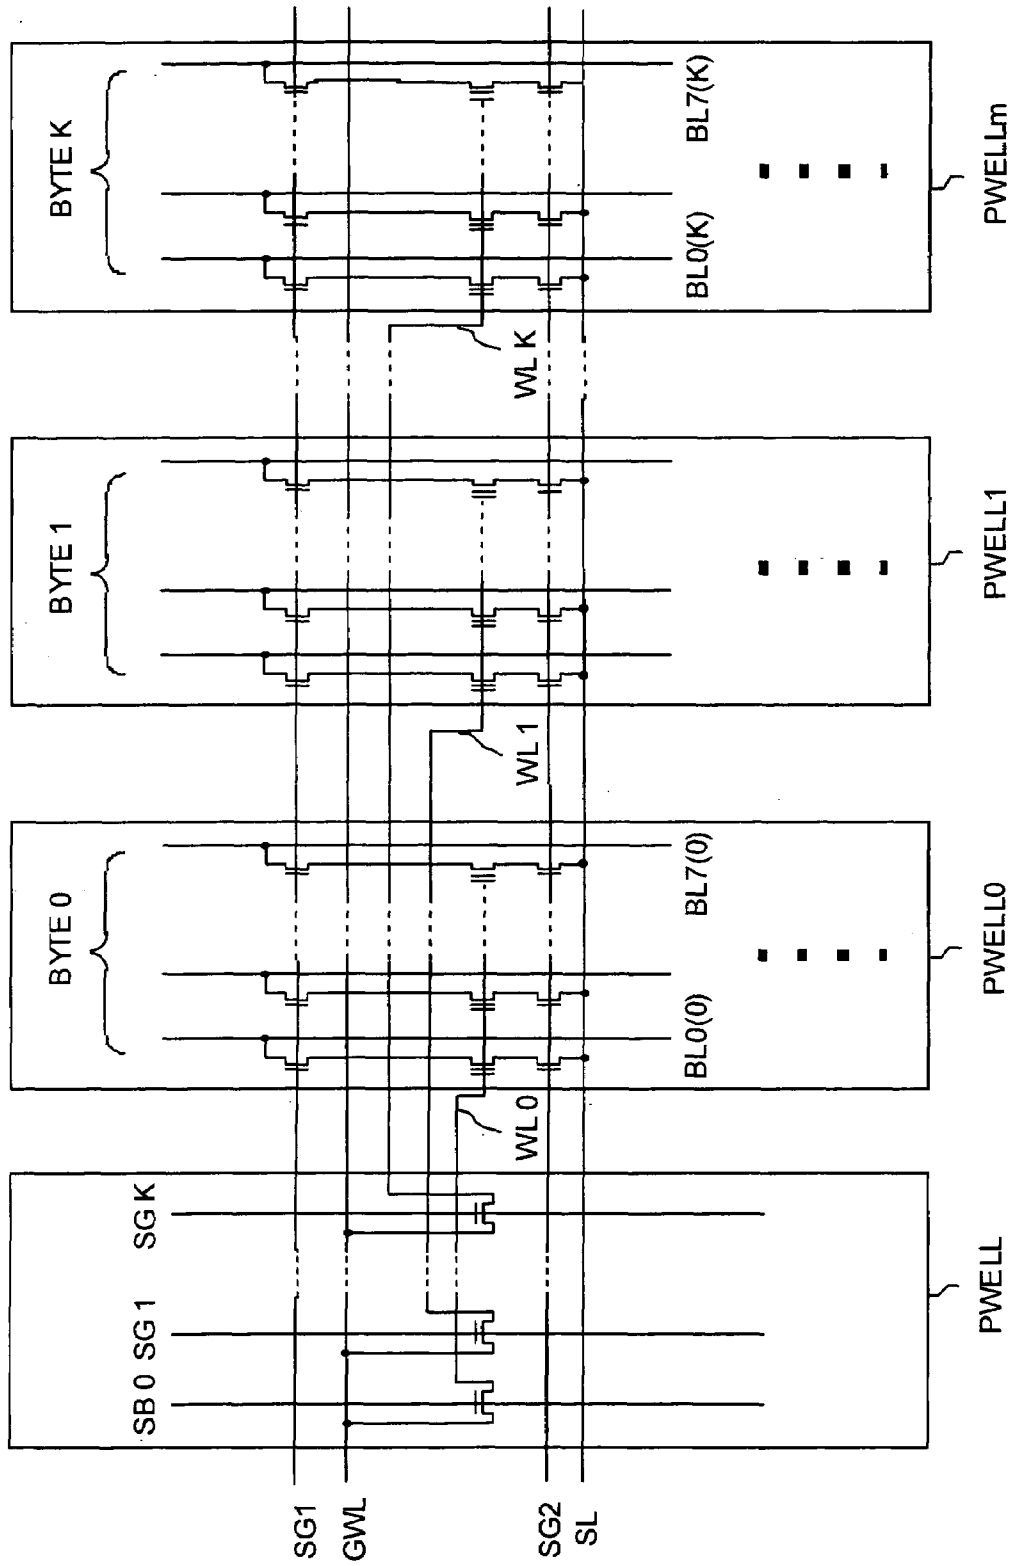 BYTE 0
BYTE 1
BYTE K
SB 0
SG 1
SG K
SG1
GWL
SG2
SL
WL 0
WL 1
WL K
BL0(0)
BL7(0)
BL0(K)
BL7(K)
PWELL
PWELL0
PWELL1
PWELLm